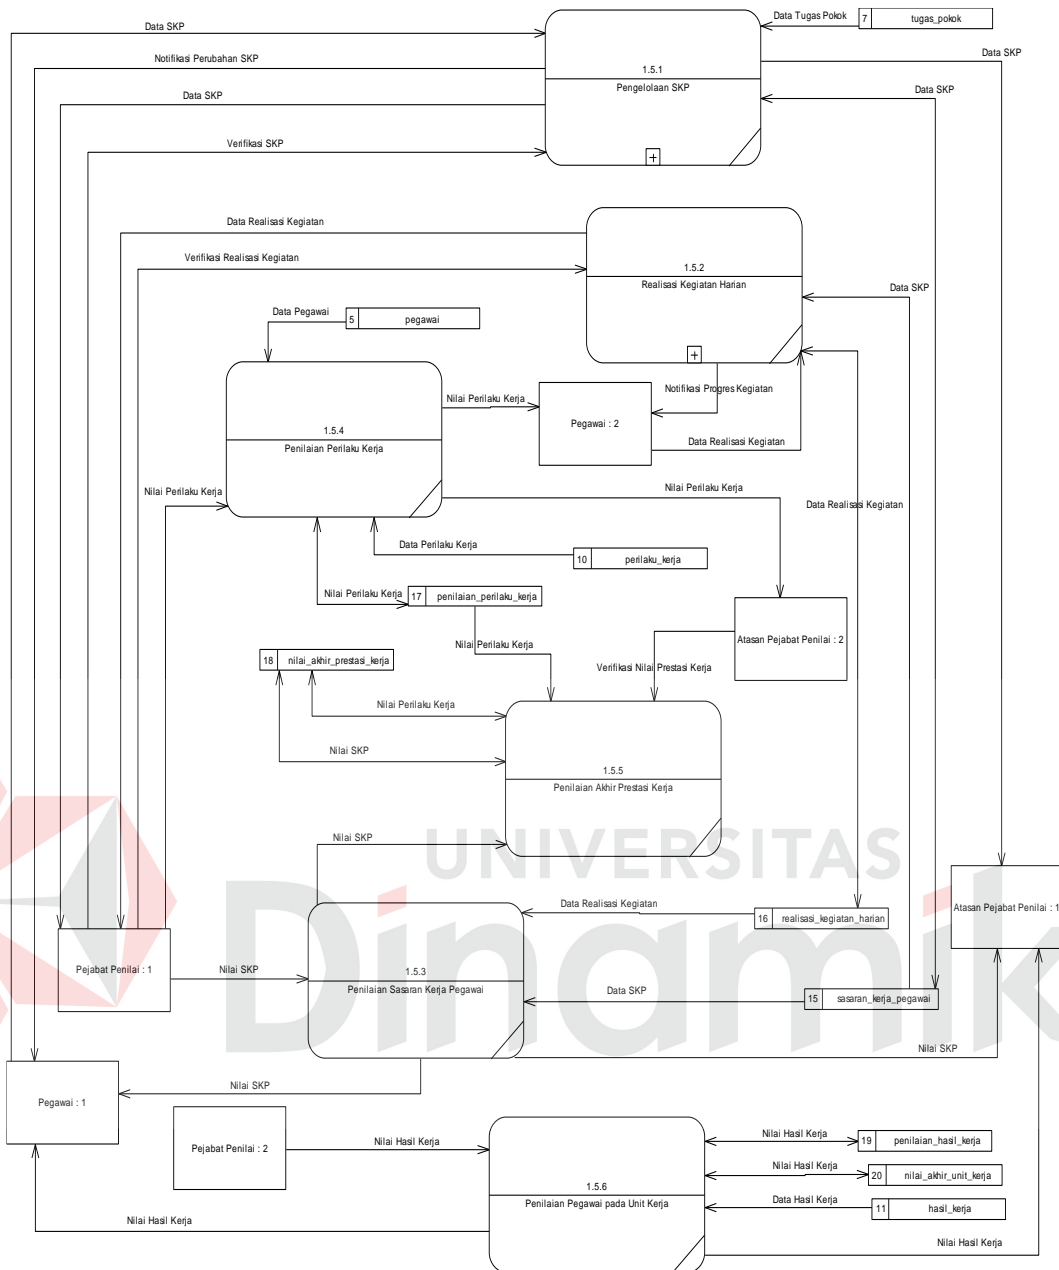 Data SKP
Data Tugas Pokok
7 tugas_pokok
Notifikasi Perubahan SKP
Data SKP
1.5.1
Pengelolaan SKP
Data SKP
Data SKP
Verifikasi SKP
+
Data Realisasi Kegiatan
Verifikasi Realisasi Kegiatan
1.5.2
Realisasi Kegiatan Harian
Data SKP
Data Pegawai
5 pegawai
+
Notifikasi Progres Kegiatan
Nilai Perilaku Kerja
1.5.4
Penilaian Perilaku Kerja
Pegawai : 2
Data Realisasi Kegiatan
Nilai Perilaku Kerja
Nilai Perilaku Kerja
Data Realisasi Kegiatan
Data Perilaku Kerja
10 perilaku_kerja
Nilai Perilaku Kerja
17 penilaian_perilaku_kerja
Nilai Perilaku Kerja
Atasan Pejabat Penilai : 2
18 nilai_akhir_prestasi_kerja
Verifikasi Nilai Prestasi Kerja
Nilai Perilaku Kerja
Nilai SKP
1.5.5
Penilaian Akhir Prestasi Kerja
Nilai SKP
UNIVERSITAS
Dinamik
Data Realisasi Kegiatan
16 realisasi_kegiatan_harian
Atasan Pejabat Penilai : 1
Pejabat Penilai : 1
Nilai SKP
1.5.3
Penilaian Sasaran Kerja Pegawai
Data SKP
15 sasaran_kerja_pegawai
Nilai SKP
Nilai SKP
Pegawai : 1
Pejabat Penilai : 2
Nilai Hasil Kerja
Nilai Hasil Kerja
19 penilaian_hasil_kerja
Nilai Hasil Kerja
20 nilai_akhir_unit_kerja
1.5.6
Penilaian Pegawai pada Unit Kerja
Data Hasil Kerja
11 hasil_kerja
Nilai Hasil Kerja
Nilai Hasil Kerja